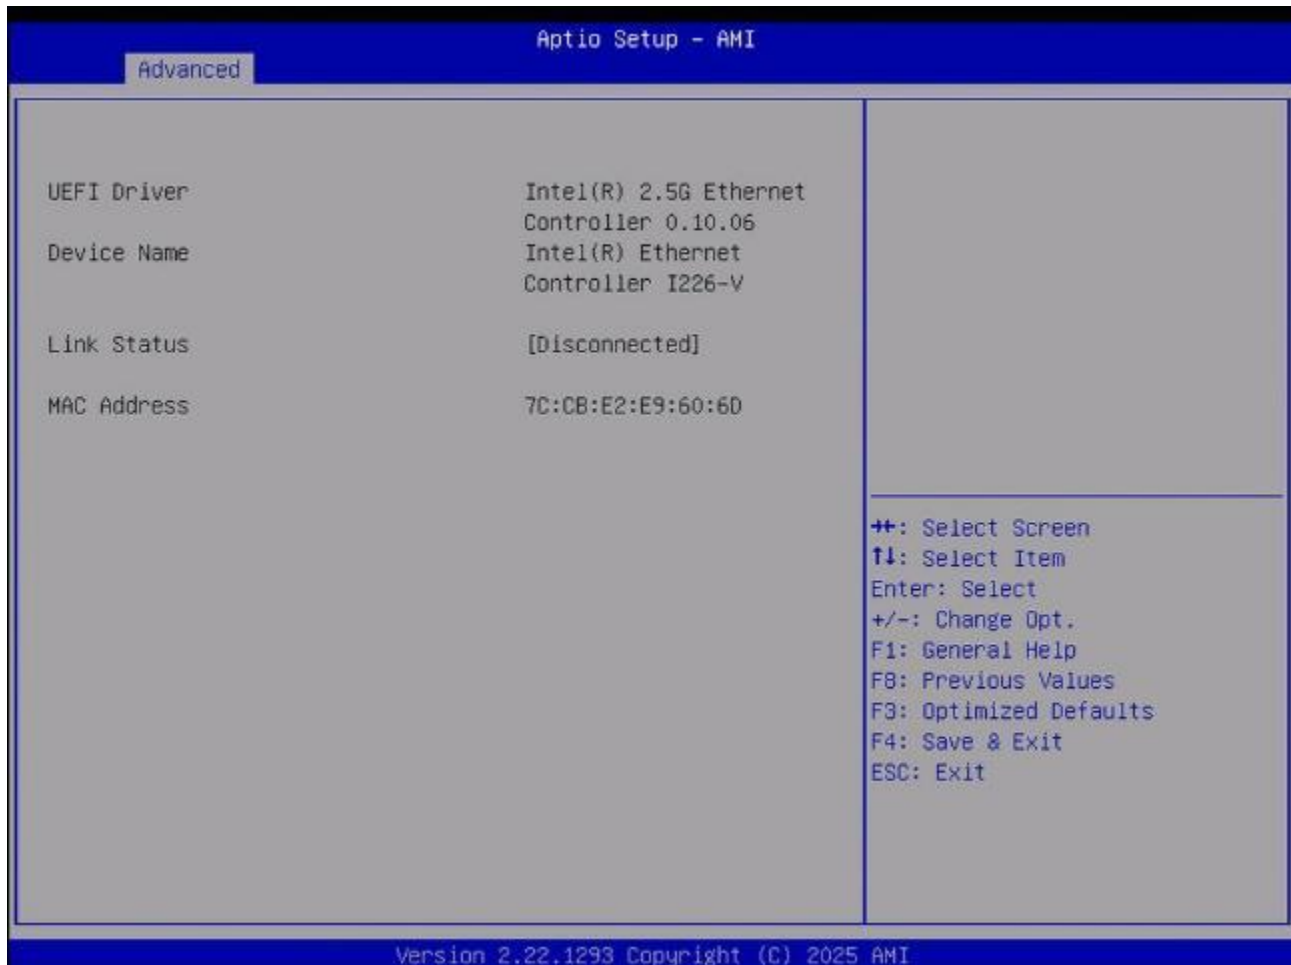 Aptio Setup - AMI
Advanced
UEFI Driver Intel(R) 2.5G Ethernet
Controller 0.10.06
Device Name Intel(R) Ethernet
Controller I226-V
Link Status [Disconnected]
MAC Address 7C:CB:E2:E9:60:6D
→←: Select Screen
↑↓: Select Item
Enter: Select
+/-: Change Opt.
F1: General Help
F8: Previous Values
F3: Optimized Defaults
F4: Save & Exit
ESC: Exit
Version 2.22.1293 Copyright (C) 2025 AMI